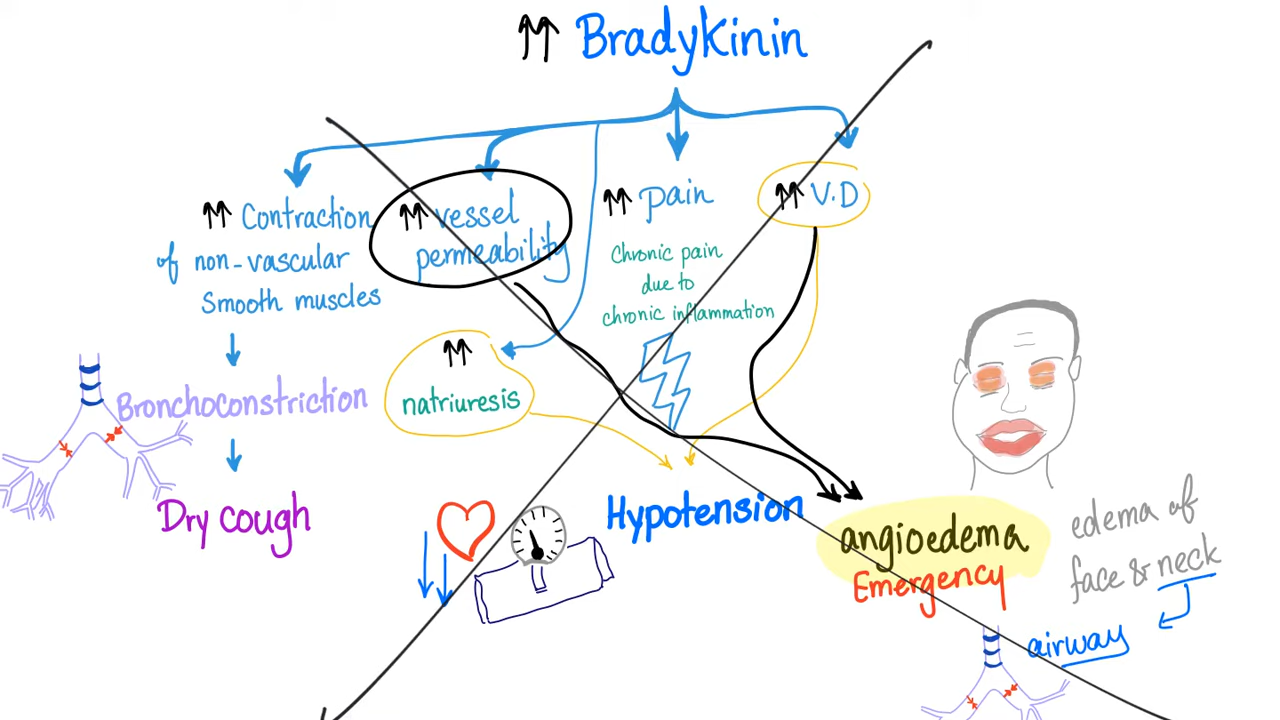 Bradykinin
Contraction
of non-vascular
Smooth muscles
Bronchoconstriction
Dry cough
vessel
permeability
natriuresis
pain
Chronic pain
due to
chronic inflammation
V.D
Hypotension
angioedema
Emergency
edema of
face & neck
airway